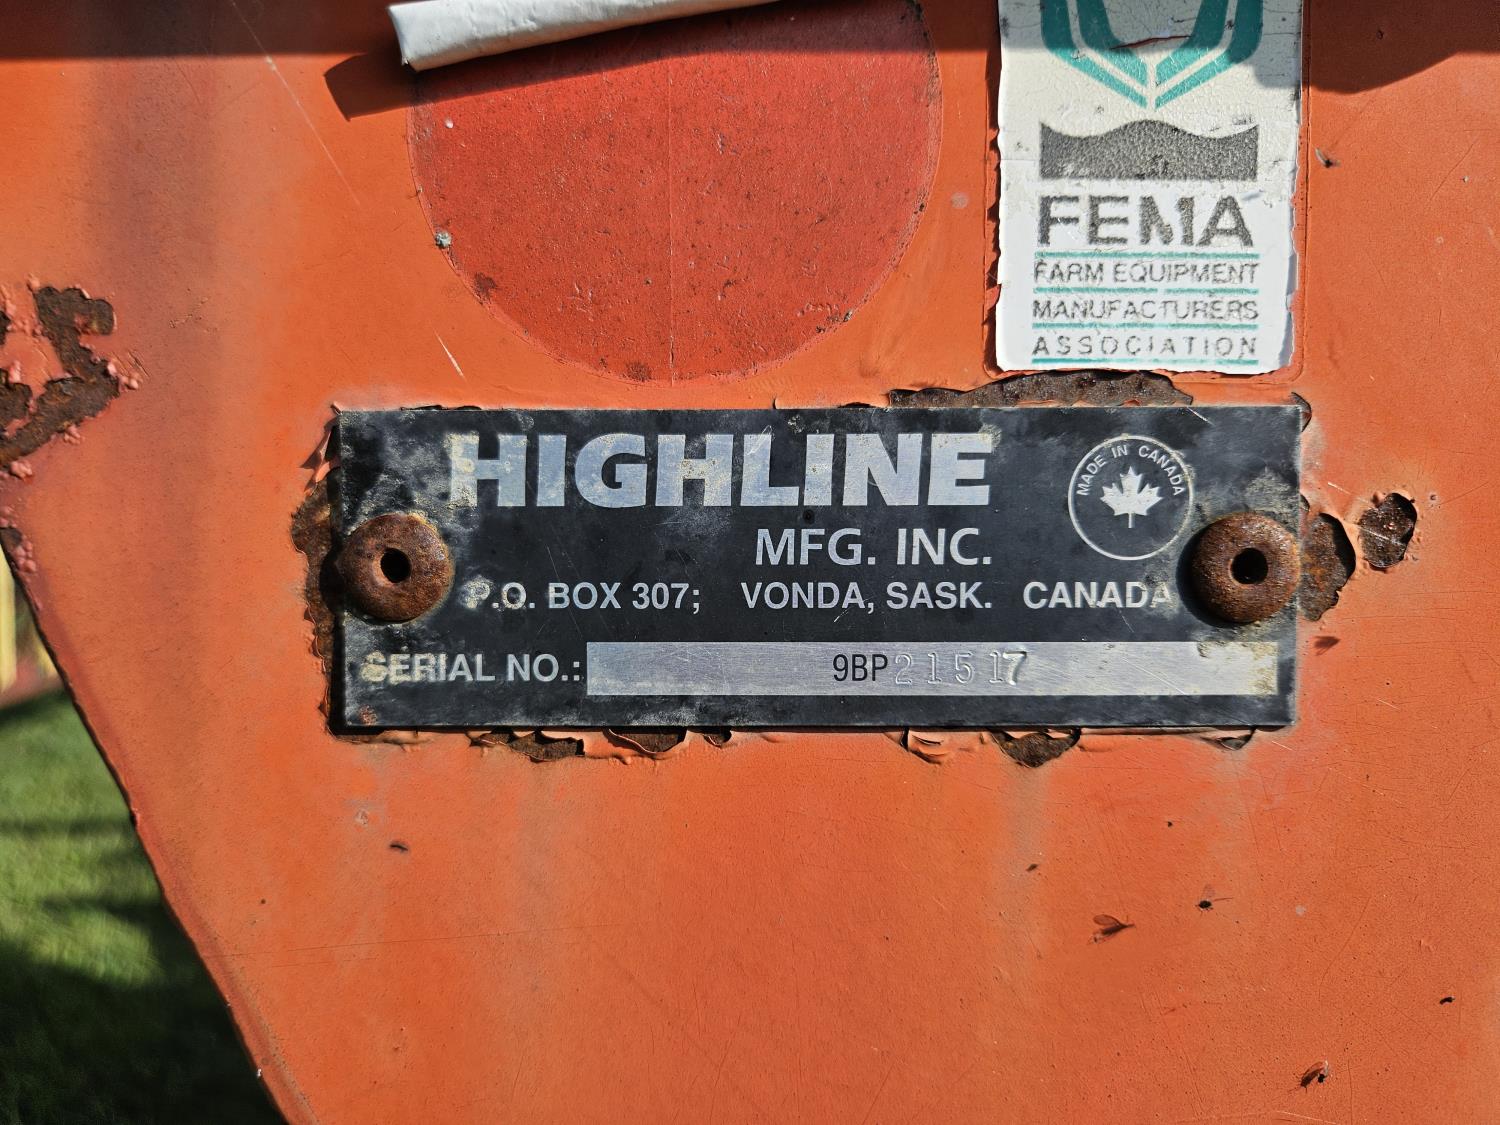 FEMA
FARM EQUIPMENT
MANUFACTURERS
ASSOCIATION
HIGHLINE
MADE IN CANADA
MFG. INC.
P.O. BOX 307; VONDA, SASK. CANADA
SERIAL NO.: 9BP21517